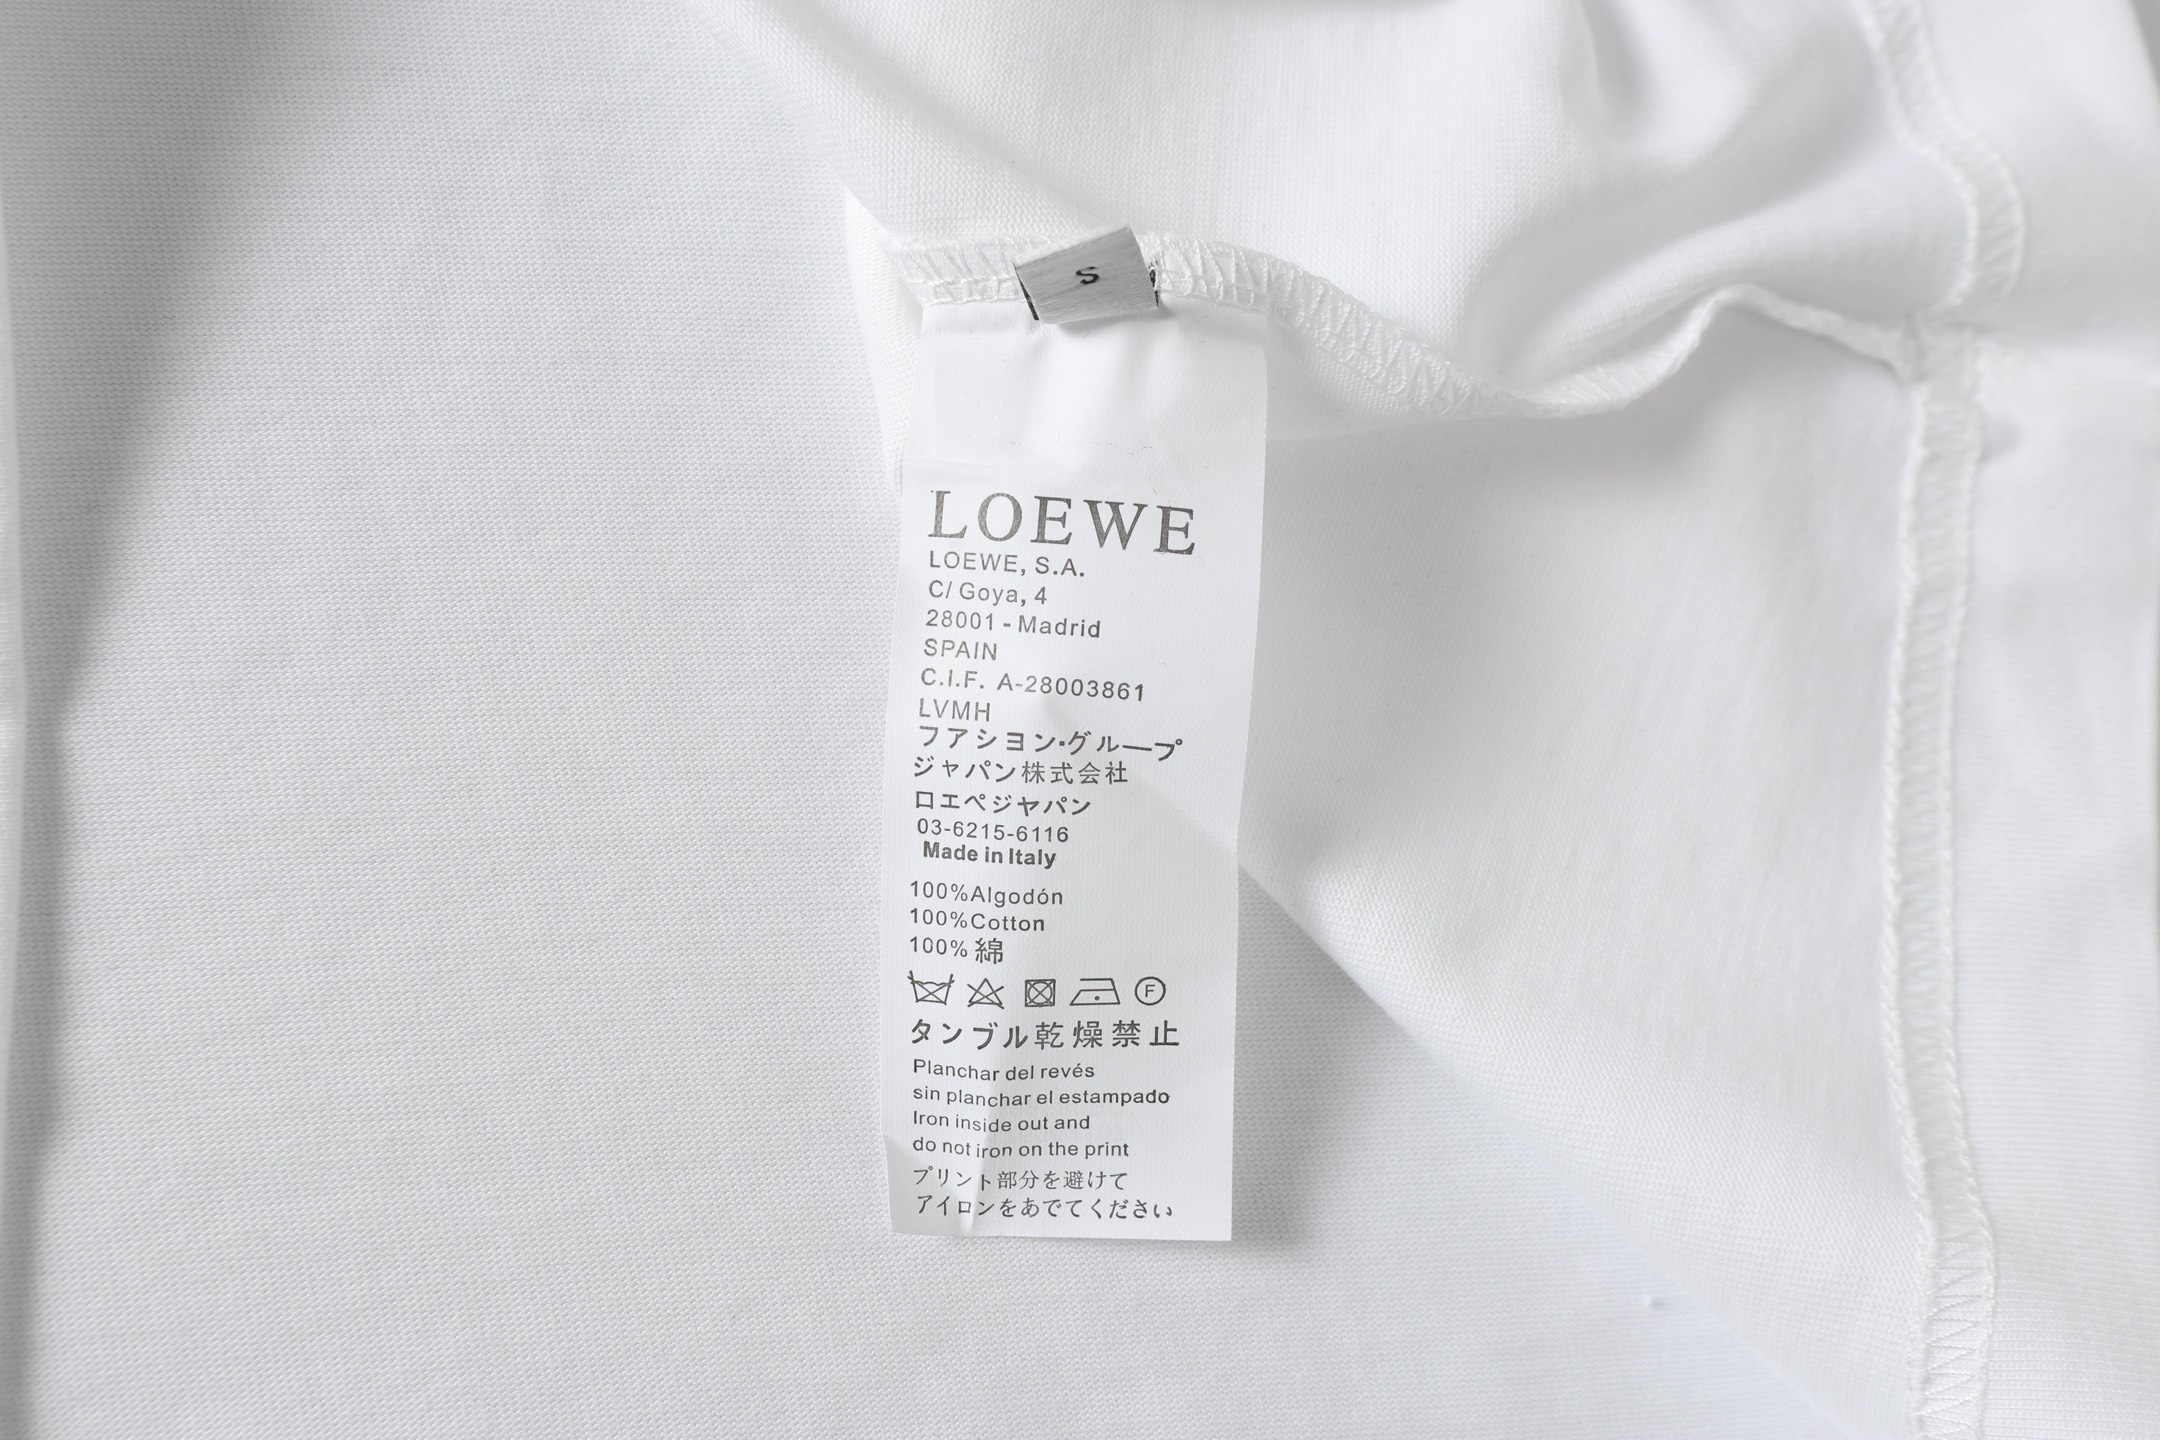 S
LOEWE
LOEWE, S.A.
C/ Goya, 4
28001 - Madrid
SPAIN
C.I.F. A-28003861
LVMH
フアシヨン·グループ
ジャパン株式会社
ロエペジヤパン
03-6215-6116
Made in Italy
100%Algodón
100%Cotton
100% 綿
F
タンブル乾燥禁止
Planchar del revés
sin planchar el estampado
Iron inside out and
do not iron on the print
プリント部分を避けて
アイロンをあでてください